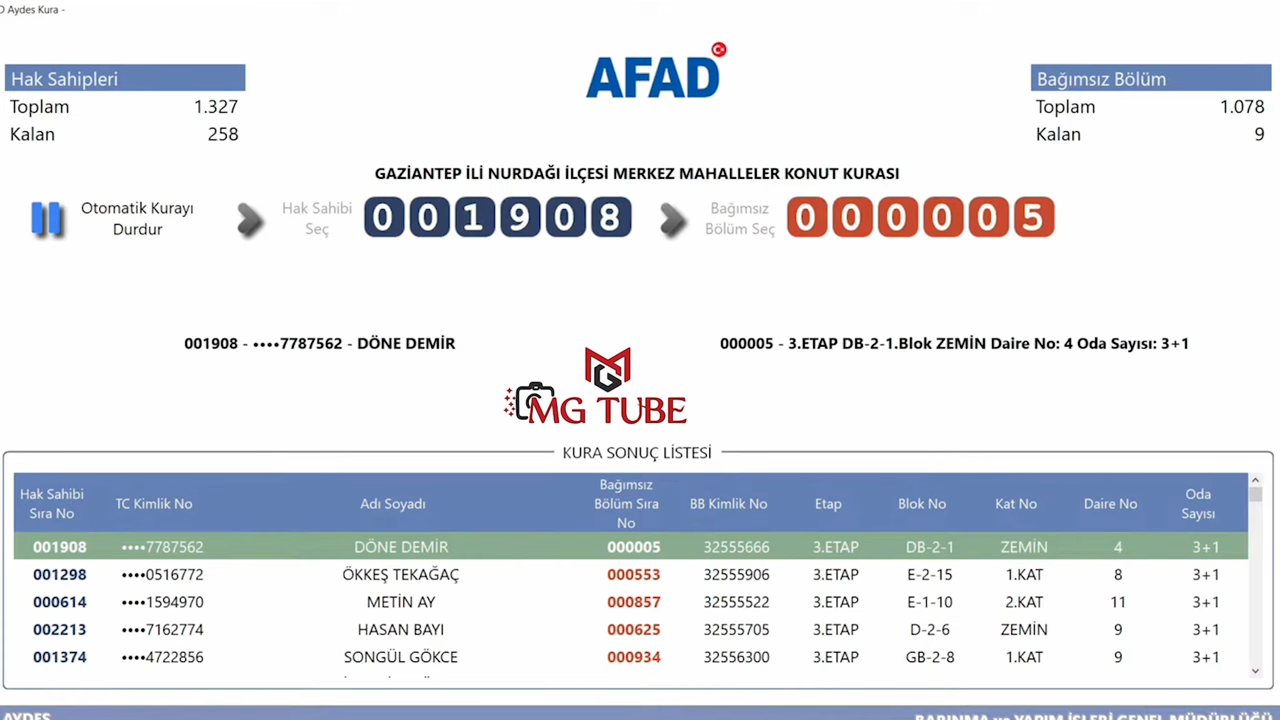 Aydes Kura -
AFAD
Hak Sahipleri
Toplam 1.327
Kalan 258
Bağımsız Bölüm
Toplam 1.078
Kalan 9
GAZİANTEP İLİ NURDAĞI İLÇESİ MERKEZ MAHALLELER KONUT KURASI
Otomatik Kurayı
Durdur
Hak Sahibi
Seç
001908
Bağımsız
Bölüm Seç
000005
001908 - ••••7787562 - DÖNE DEMİR
000005 - 3.ETAP DB-2-1.Blok ZEMİN Daire No: 4 Oda Sayısı: 3+1
MG TUBE
KURA SONUÇ LİSTESİ
Hak Sahibi Sıra No TC Kimlik No Adı Soyadı Bağımsız Bölüm Sıra No BB Kimlik No Etap Blok No Kat No Daire No Oda Sayısı
001908 ••••7787562 DÖNE DEMİR 000005 32555666 3.ETAP DB-2-1 ZEMİN 4 3+1
001298 ••••0516772 ÖKKEŞ TEKAĞAÇ 000553 32555906 3.ETAP E-2-15 1.KAT 8 3+1
000614 ••••1594970 METİN AY 000857 32555522 3.ETAP E-1-10 2.KAT 11 3+1
002213 ••••7162774 HASAN BAYI 000625 32555705 3.ETAP D-2-6 ZEMİN 9 3+1
001374 ••••4722856 SONGÜL GÖKCE 000934 32556300 3.ETAP GB-2-8 1.KAT 9 3+1
AYDES
BARINMA ve YAPIM İŞLERİ GENEL MÜDÜRLÜĞÜ